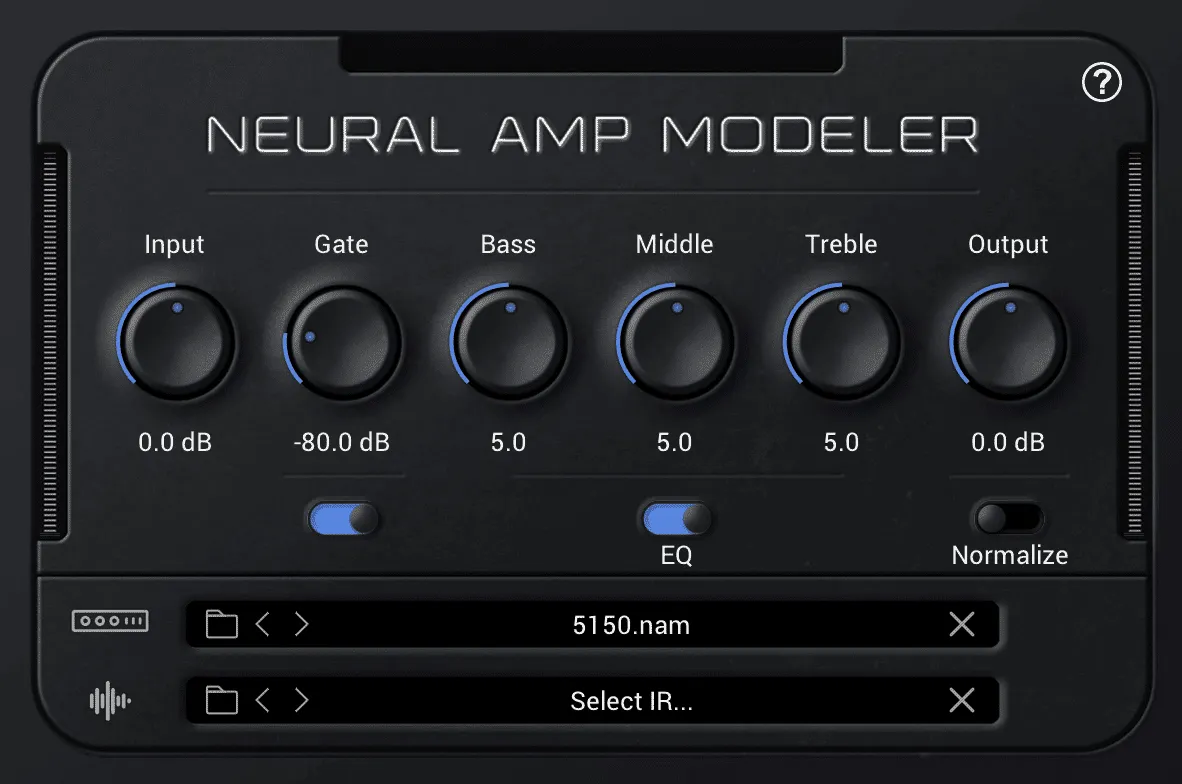 ?
NEURAL AMP MODELER
Input Gate Bass Middle Treble Output
0.0 dB -80.0 dB 5.0 5.0 5.0 0.0 dB
EQ Normalize
5150.nam
Select IR...